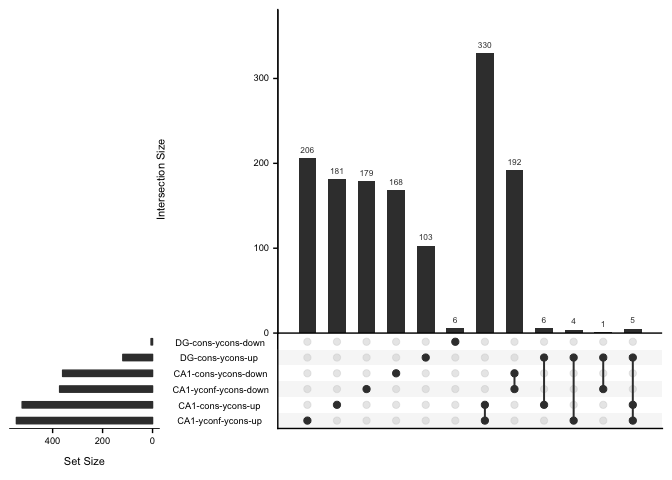 330
300
206
192
200
181
179
168
103
100
6
6
4
1
5
0
Intersection Size
DG-cons-ycons-down
DG-cons-ycons-up
CA1-cons-ycons-down
CA1-yconf-ycons-down
CA1-cons-ycons-up
CA1-yconf-ycons-up
400 200 0
Set Size